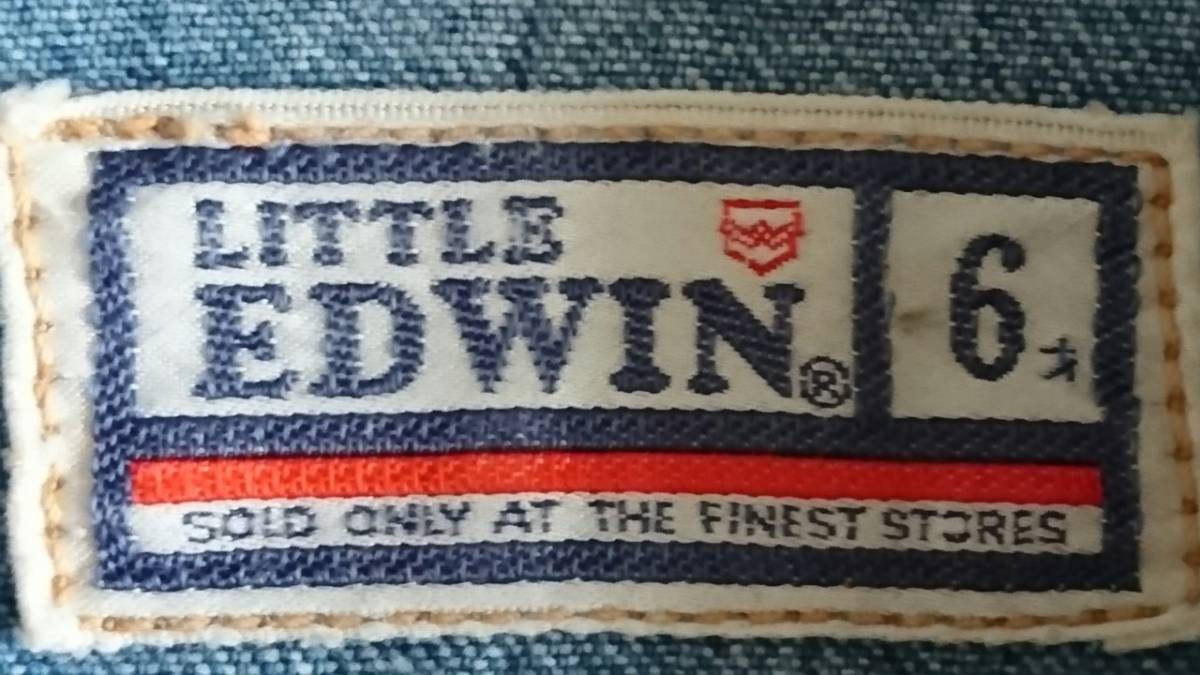 LITTLE
EDWIN®
6才
SOLD ONLY AT THE FINEST STORES